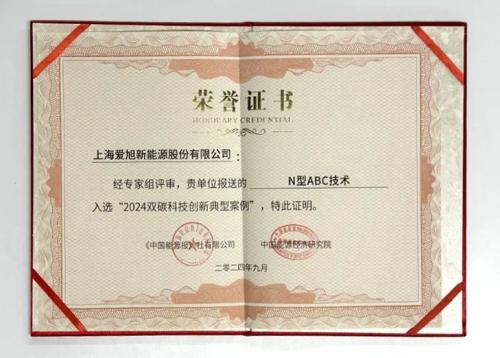 荣誉证书
HONORARY CREDENTIAL
上海爱旭新能源股份有限公司：
经专家组评审，贵单位报送的 N型ABC技术
入选“2024双碳科技创新典型案例”，特此证明。
《中国能源报》社有限公司 中国能源经济研究院
二零二四年九月